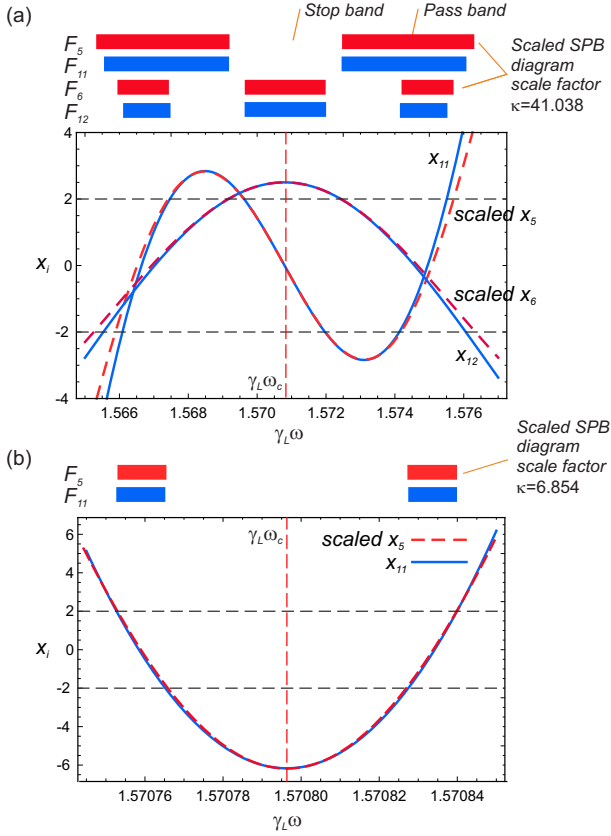 (a)
Stop band
Pass band
F5
F11
F6
F12
Scaled SPB
diagram
scale factor
κ=41.038
4
2
0
-2
-4
xi
x11
scaled x5
scaled x6
x12
γLωc
1.566
1.568
1.570
1.572
1.574
1.576
γLω
(b)
F5
F11
Scaled SPB
diagram
scale factor
κ=6.854
6
4
2
0
-2
-4
-6
xi
γLωc
scaled x5
x11
1.57076
1.57078
1.57080
1.57082
1.57084
γLω